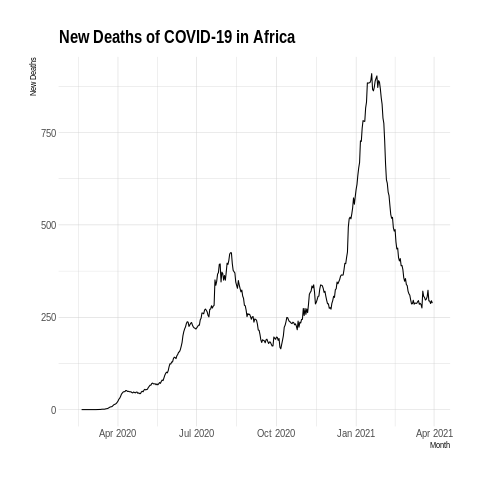 New Deaths of COVID-19 in Africa
New Deaths
750
500
250
0
Apr 2020 Jul 2020 Oct 2020 Jan 2021 Apr 2021
Month